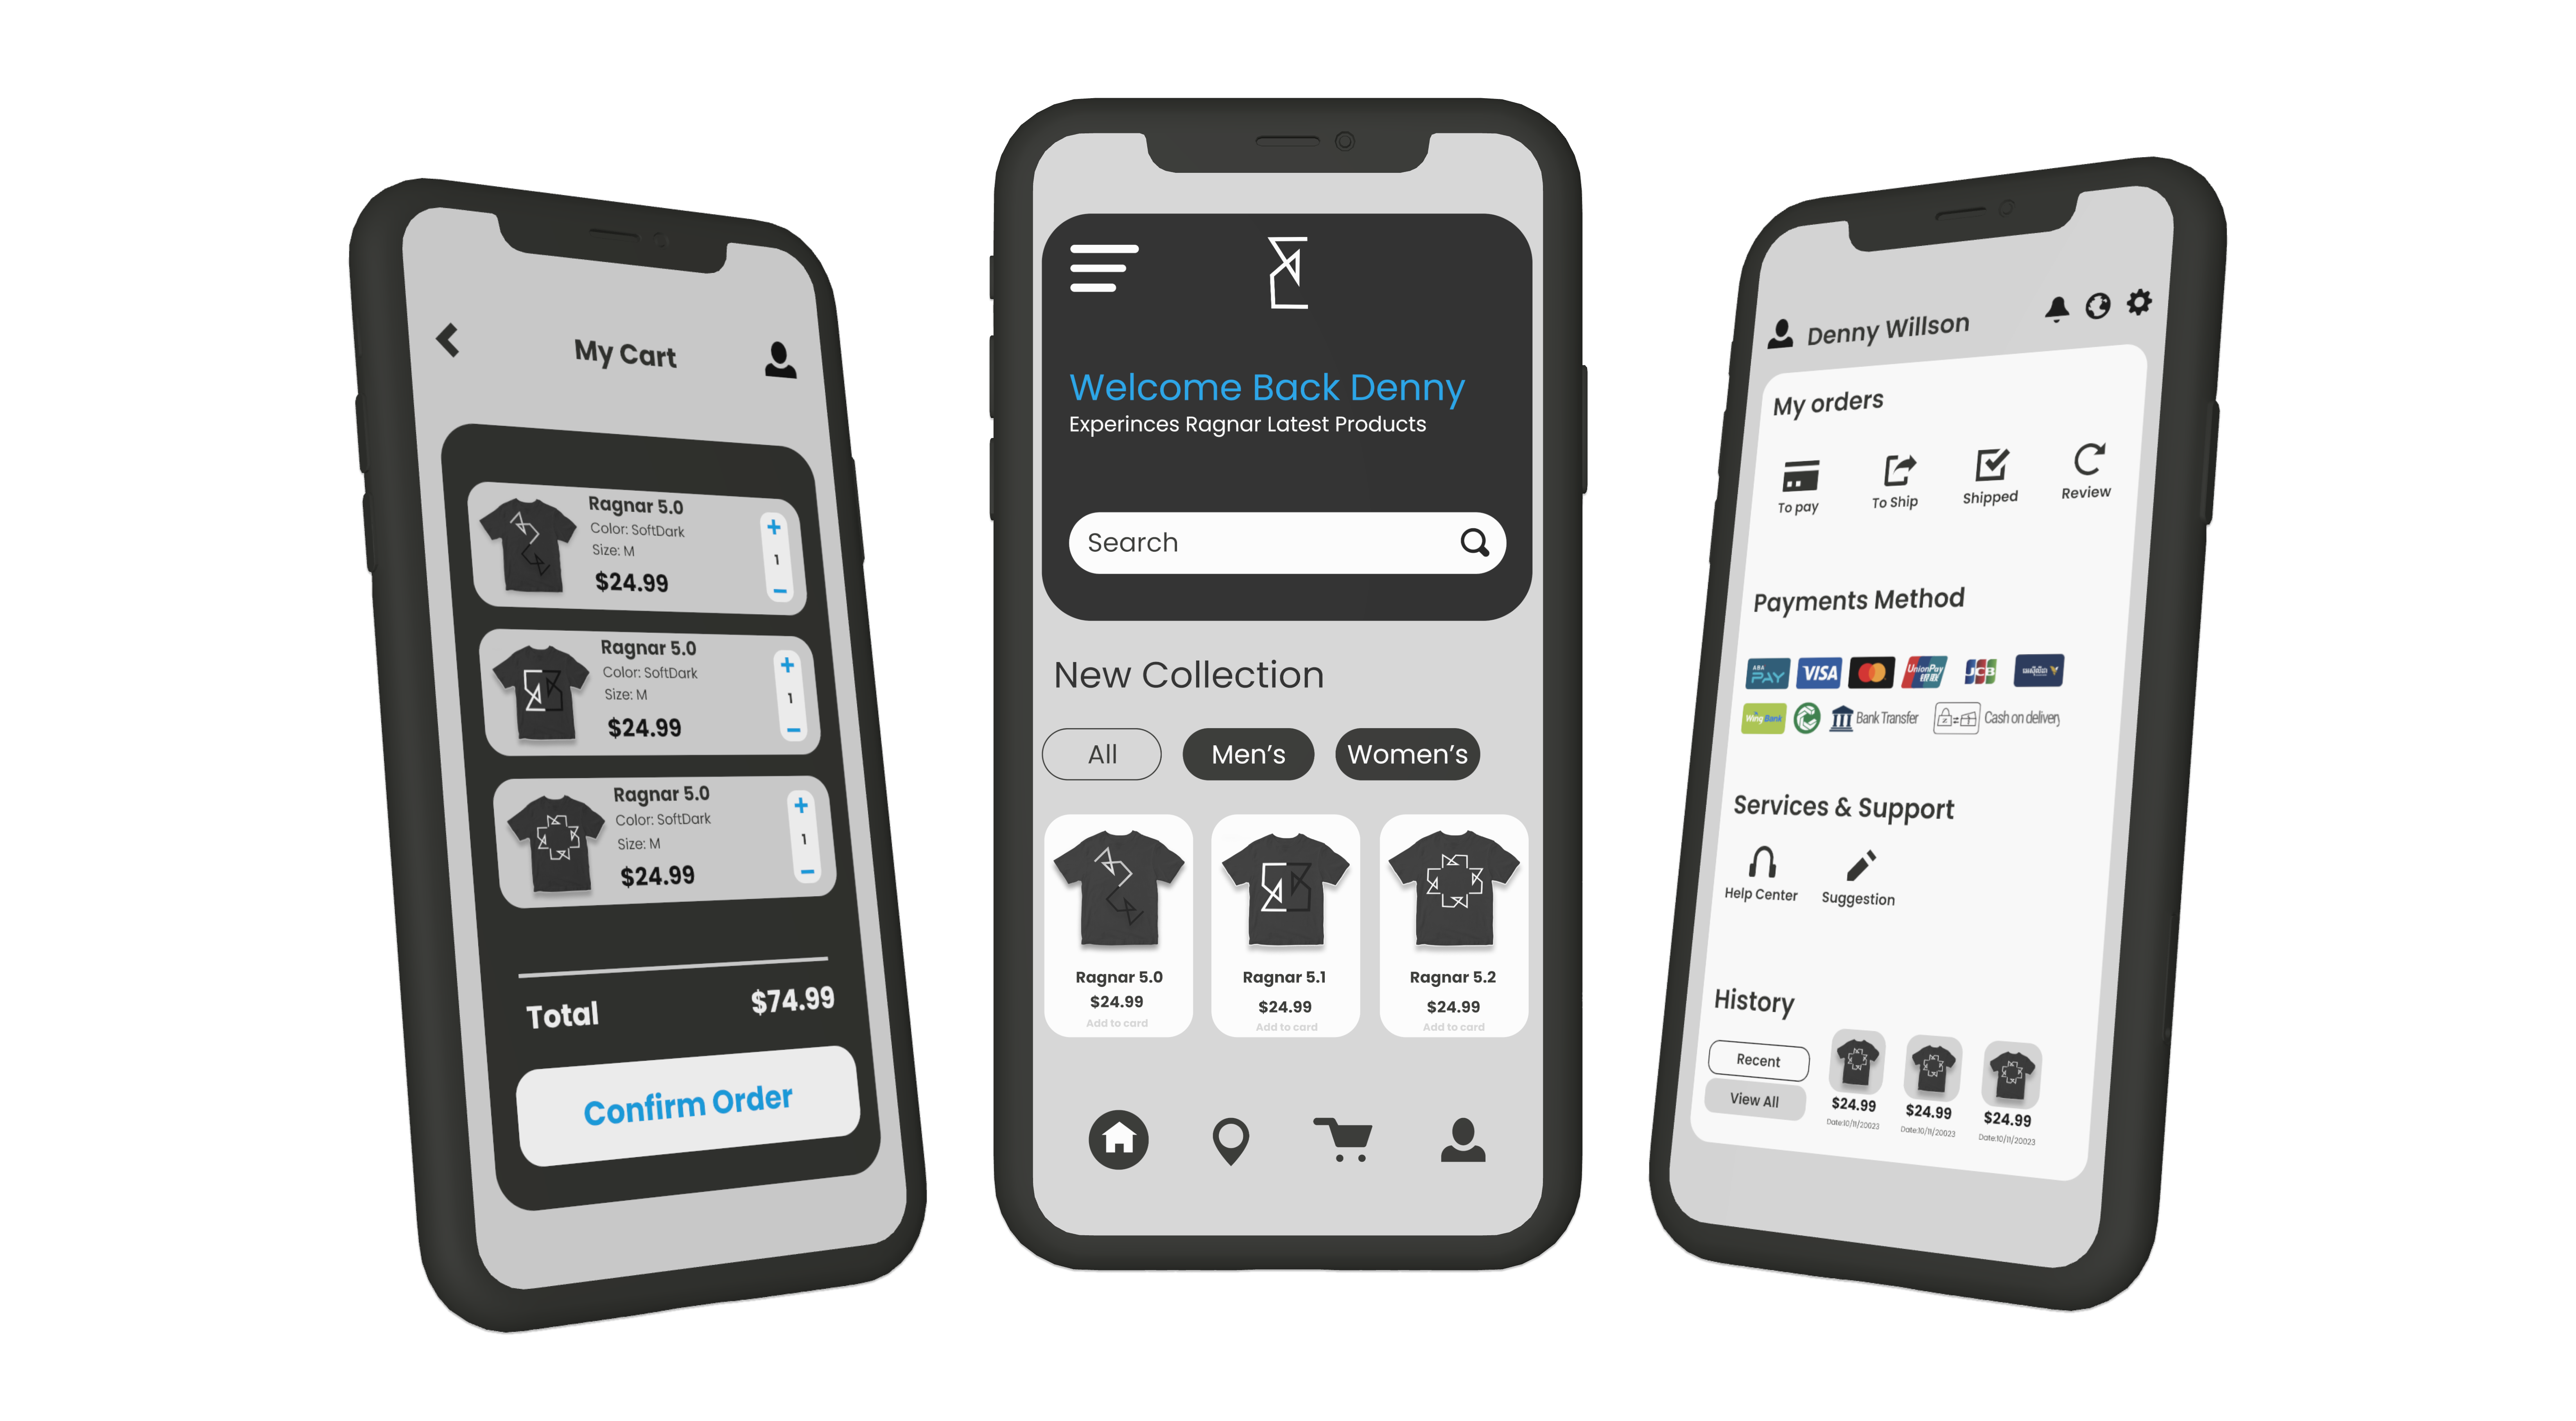 My Cart
Ragnar 5.0
Color: SoftDark
Size: M
$24.99
+
1
−
Ragnar 5.0
Color: SoftDark
Size: M
$24.99
+
1
−
Ragnar 5.0
Color: SoftDark
Size: M
$24.99
+
1
−
Total $74.99
Confirm Order
Welcome Back Denny
Experinces Ragnar Latest Products
Search
New Collection
All Men’s Women’s
Ragnar 5.0 Ragnar 5.1 Ragnar 5.2
$24.99 $24.99 $24.99
Add to card Add to card Add to card
Denny Willson
My orders
To pay To Ship Shipped Review
Payments Method
ABA PAY VISA UnionPay 银联 JCB
Wing Bank Bank Transfer Cash on delivery
Services & Support
Help Center Suggestion
History
Recent
View All
$24.99 $24.99 $24.99
Date:10/11/20023 Date:10/11/20023 Date:10/11/20023